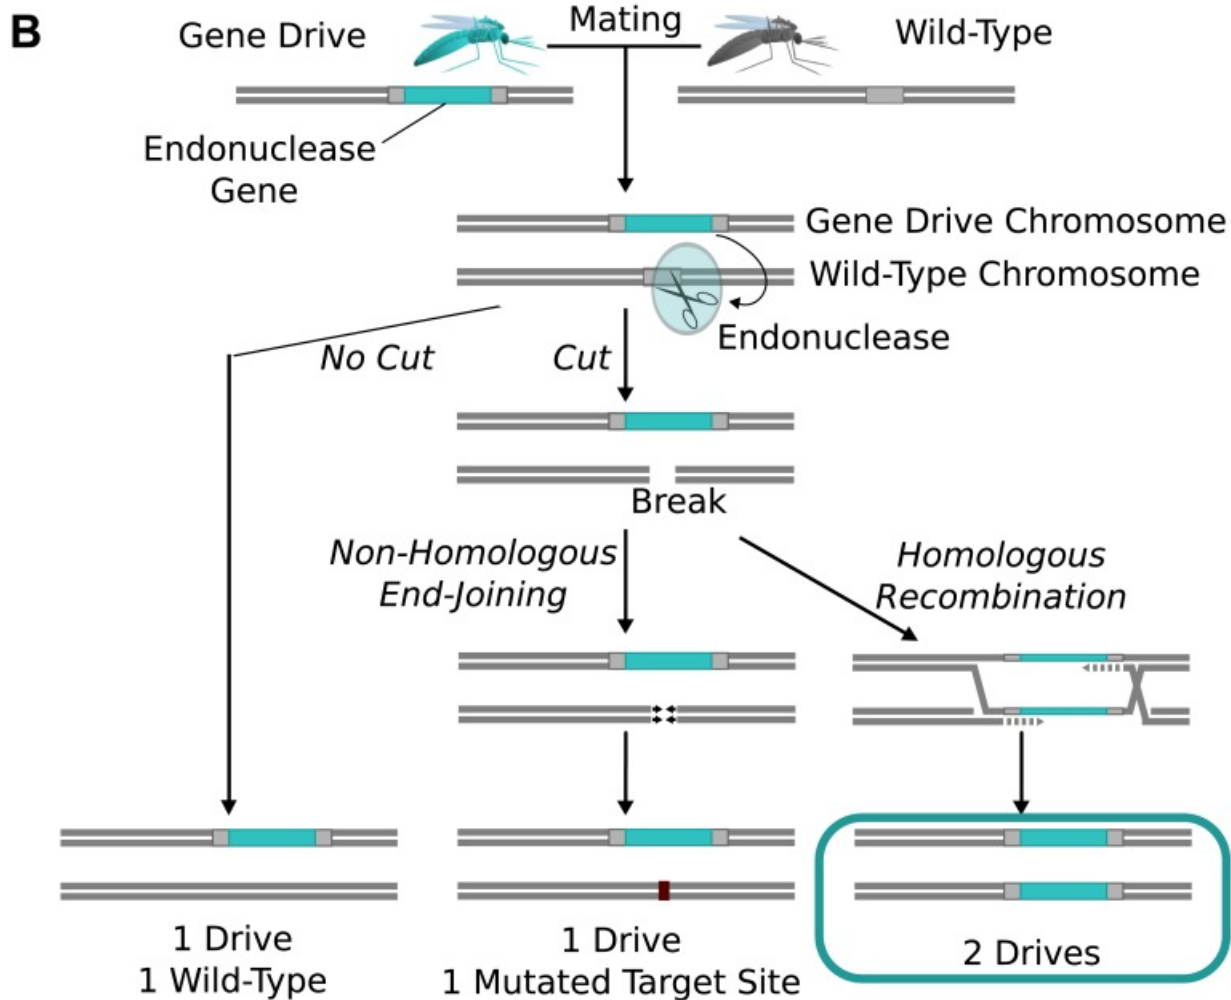 B
Gene Drive
Mating
Wild-Type
Endonuclease
Gene
Gene Drive Chromosome
Wild-Type Chromosome
Endonuclease
No Cut
Cut
Break
Non-Homologous
End-Joining
Homologous
Recombination
1 Drive
1 Wild-Type
1 Drive
1 Mutated Target Site
2 Drives